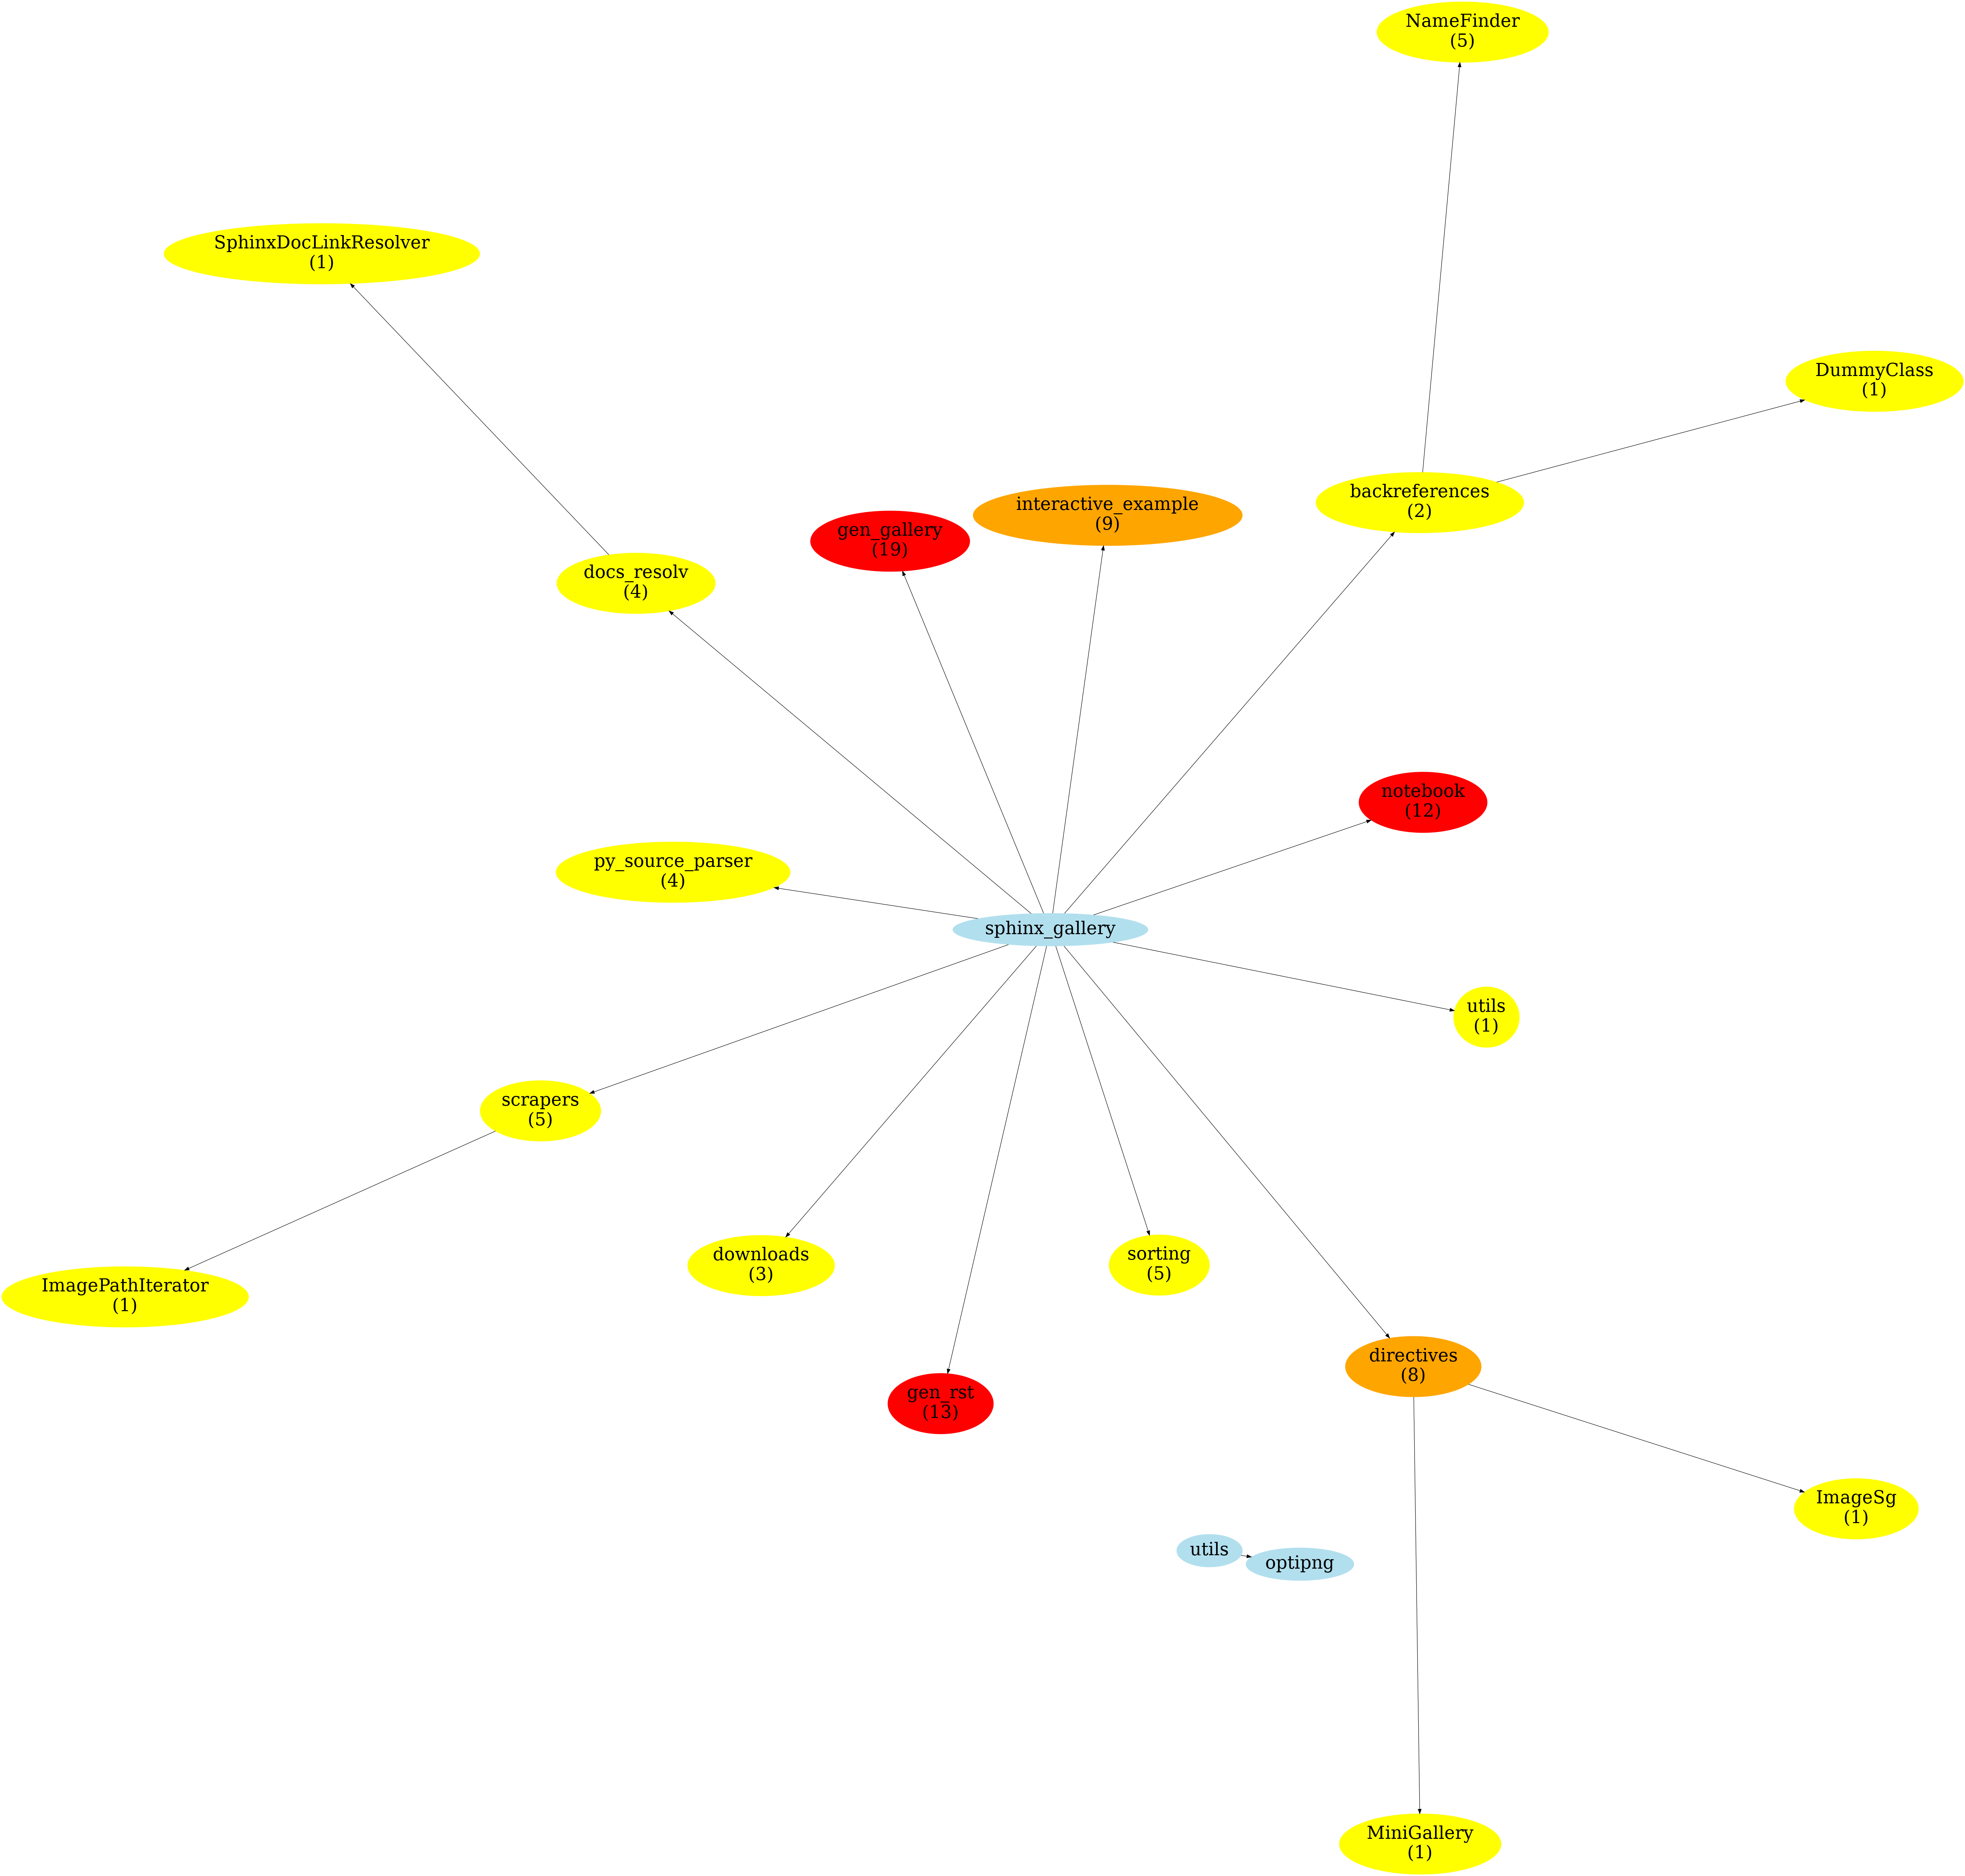 NameFinder
(5)
SphinxDocLinkResolver
(1)
DummyClass
(1)
backreferences
(2)
interactive_example
(9)
gen_gallery
(19)
docs_resolv
(4)
notebook
(12)
py_source_parser
(4)
sphinx_gallery
utils
(1)
scrapers
(5)
downloads
(3)
sorting
(5)
ImagePathIterator
(1)
directives
(8)
gen_rst
(13)
ImageSg
(1)
utils
optipng
MiniGallery
(1)